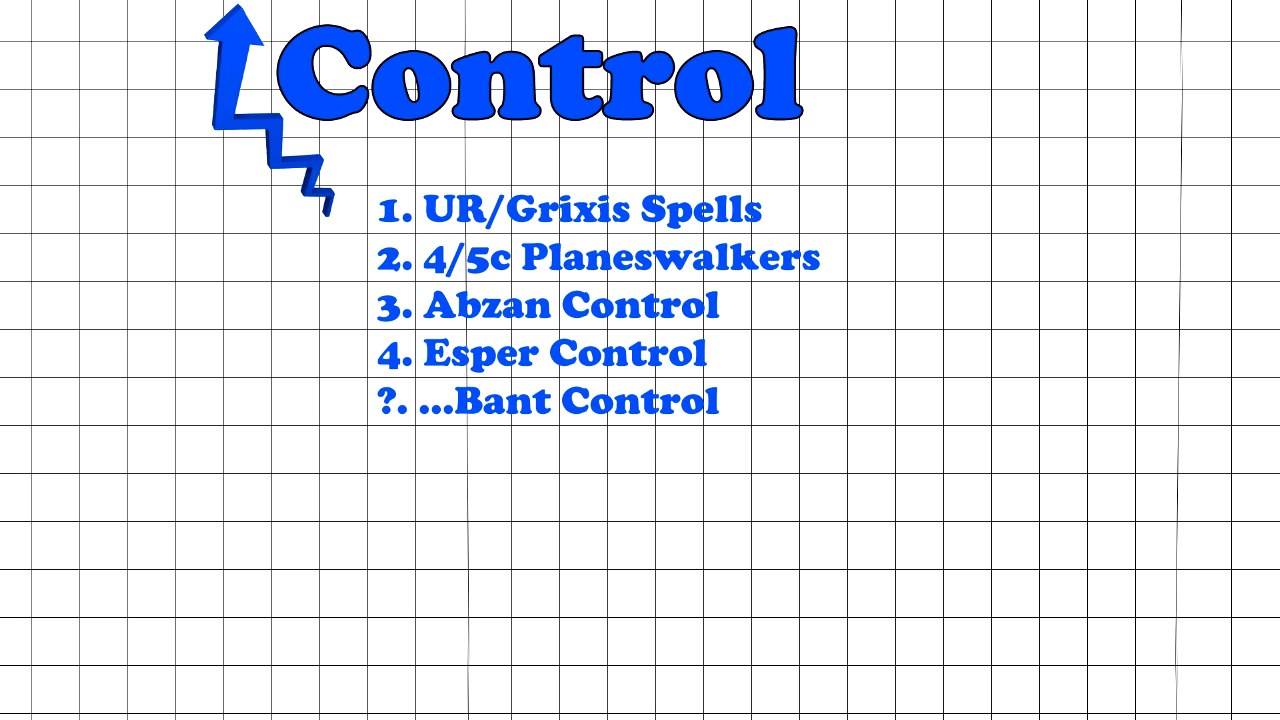 Control
1. UR/Grixis Spells
2. 4/5c Planeswalkers
3. Abzan Control
4. Esper Control
?. ...Bant Control